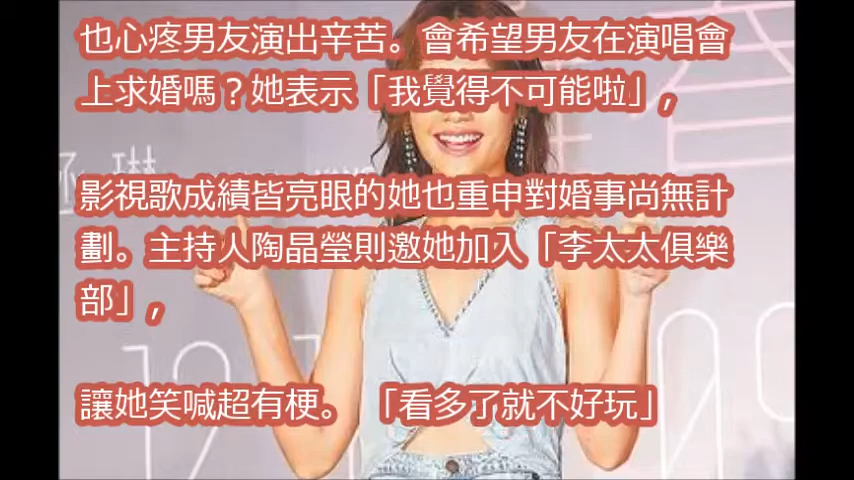 也心疼男友演出辛苦。會希望男友在演唱會
上求婚嗎？她表示「我覺得不可能啦」,
影視歌成績皆亮眼的她也重申對婚事尚無計
劃。主持人陶晶瑩則邀她加入「李太太俱樂
部」,
讓她笑喊超有梗。 「看多了就不好玩」